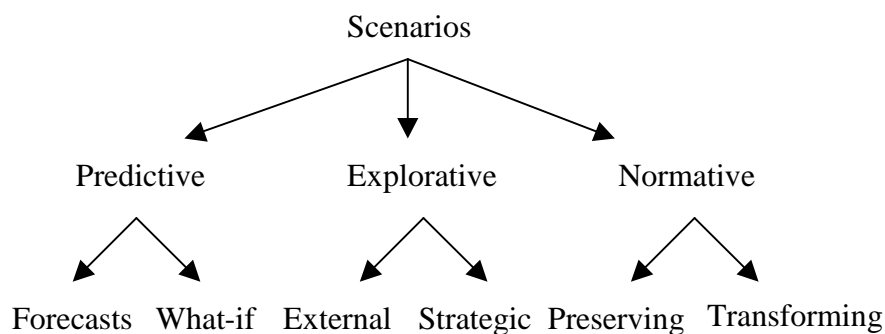 Scenarios
Predictive Explorative Normative
Forecasts What-if External Strategic Preserving Transforming